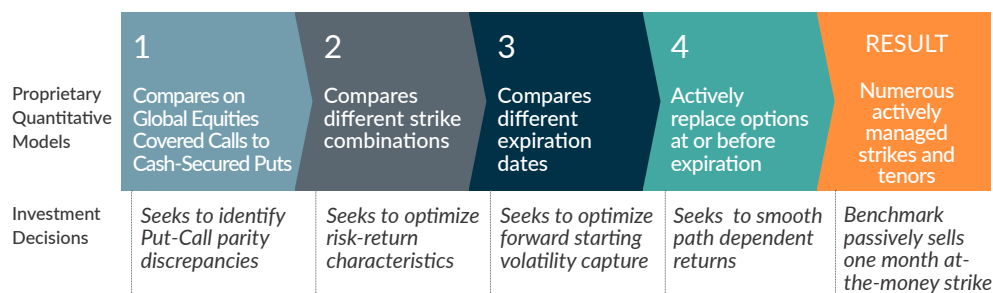 1
Compares on
Global Equities
Covered Calls to
Cash-Secured Puts
2
Compares
different strike
combinations
3
Compares
different
expiration
dates
4
Actively
replace options
at or before
expiration
RESULT
Numerous
actively
managed
strikes and
tenors
Proprietary
Quantitative
Models
Investment
Decisions
Seeks to identify
Put-Call parity
discrepancies
Seeks to optimize
risk-return
characteristics
Seeks to optimize
forward starting
volatility capture
Seeks to smooth
path dependent
returns
Benchmark
passively sells
one month at-
the-money strike